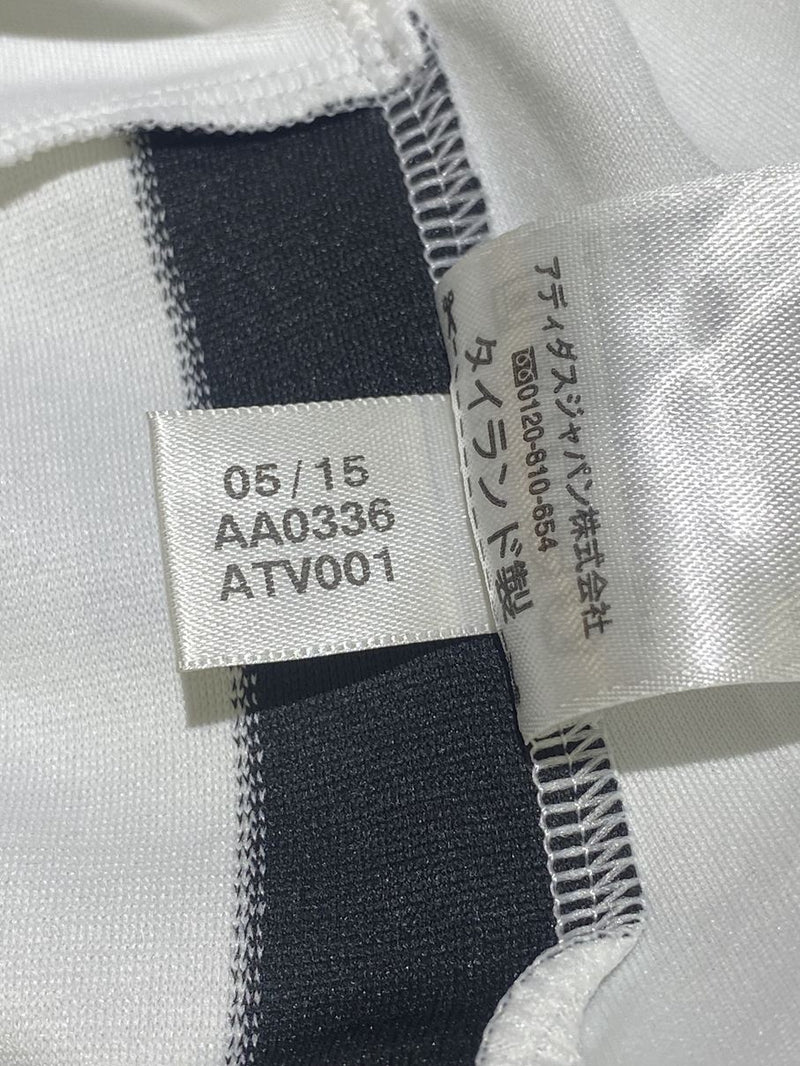 05/15
AA0336
ATV001
アディダスジャパン株式会社
0120-810-654
タイランド製